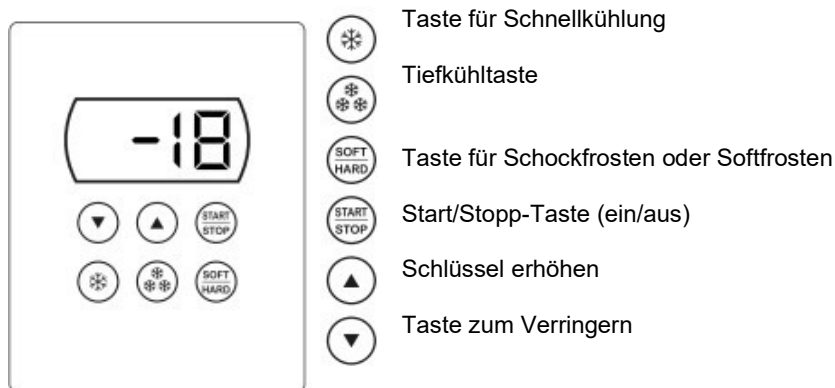 -18
START
STOP
SOFT
HARD
Taste für Schnellkühlung
Tiefkühltaste
SOFT
HARD
Taste für Schockfrosten oder Softfrosten
START
STOP
Start/Stopp-Taste (ein/aus)
Schlüssel erhöhen
Taste zum Verringern